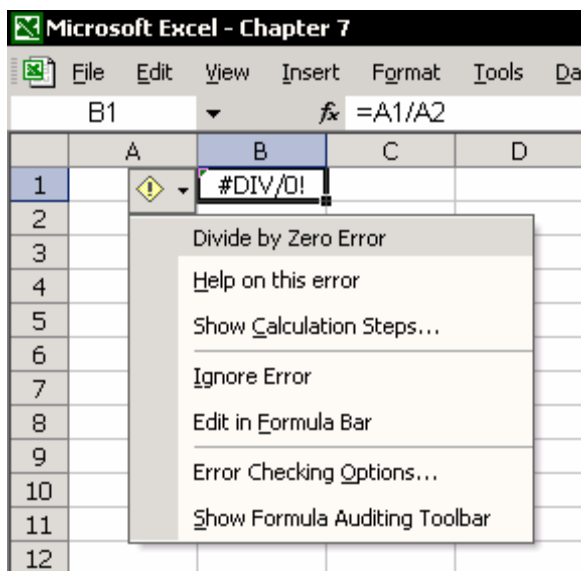 Microsoft Excel - Chapter 7
File Edit View Insert Format Tools Da
B1 fx =A1/A2
A B C D
1 #DIV/0!
2
Divide by Zero Error
3
4 Help on this error
5 Show Calculation Steps...
6
7 Ignore Error
8 Edit in Formula Bar
9
10 Error Checking Options...
11 Show Formula Auditing Toolbar
12